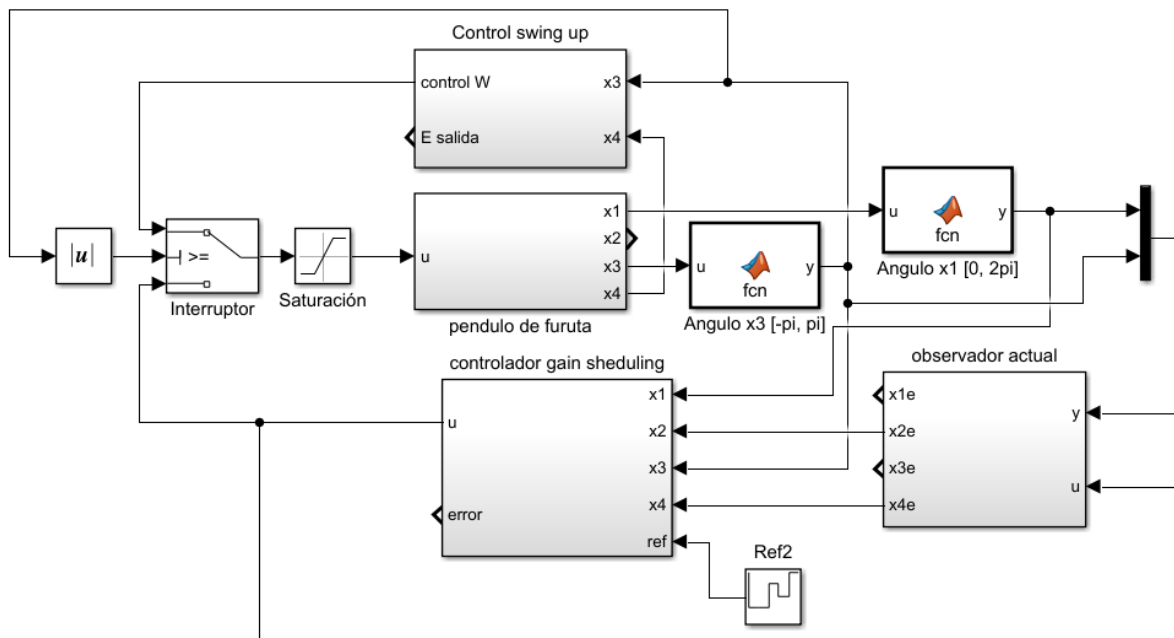 Control swing up
control W
x3
E salida
x4
|u|
>=
Interruptor
Saturación
u
x1
x2
x3
x4
pendulo de furuta
u
y
fcn
Angulo x3 [-pi, pi]
u
y
fcn
Angulo x1 [0, 2pi]
controlador gain sheduling
u
error
x1
x2
x3
x4
ref
observador actual
x1e
x2e
x3e
x4e
y
u
Ref2